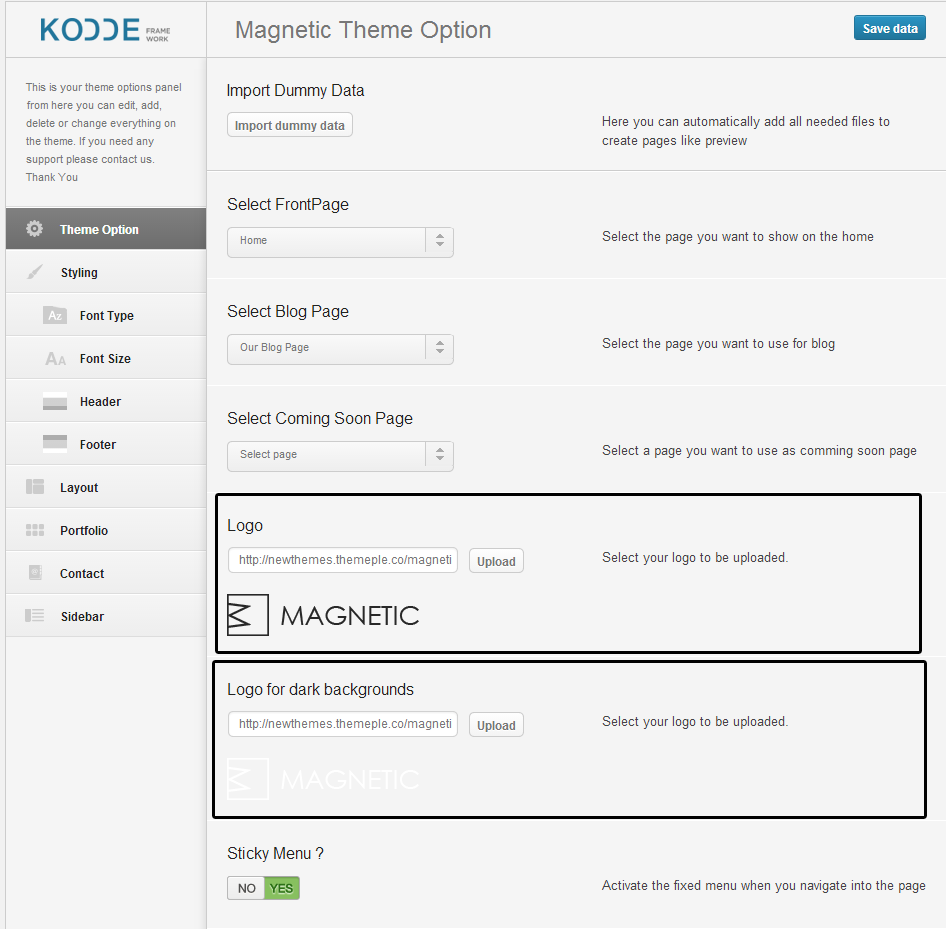 KODDE FRAME
WORK
Magnetic Theme Option
Save data
This is your theme options panel
from here you can edit, add,
delete or change everything on
the theme. If you need any
support please contact us.
Thank You
Theme Option
Styling
Az Font Type
AA Font Size
Header
Footer
Layout
Portfolio
Contact
Sidebar
Import Dummy Data
Import dummy data
Here you can automatically add all needed files to
create pages like preview
Select FrontPage
Home
Select the page you want to show on the home
Select Blog Page
Our Blog Page
Select the page you want to use for blog
Select Coming Soon Page
Select page
Select a page you want to use as comming soon page
Logo
http://newthemes.themeple.co/magneti
Upload
Select your logo to be uploaded.
MAGNETIC
Logo for dark backgrounds
http://newthemes.themeple.co/magneti
Upload
Select your logo to be uploaded.
MAGNETIC
Sticky Menu ?
NO YES
Activate the fixed menu when you navigate into the page